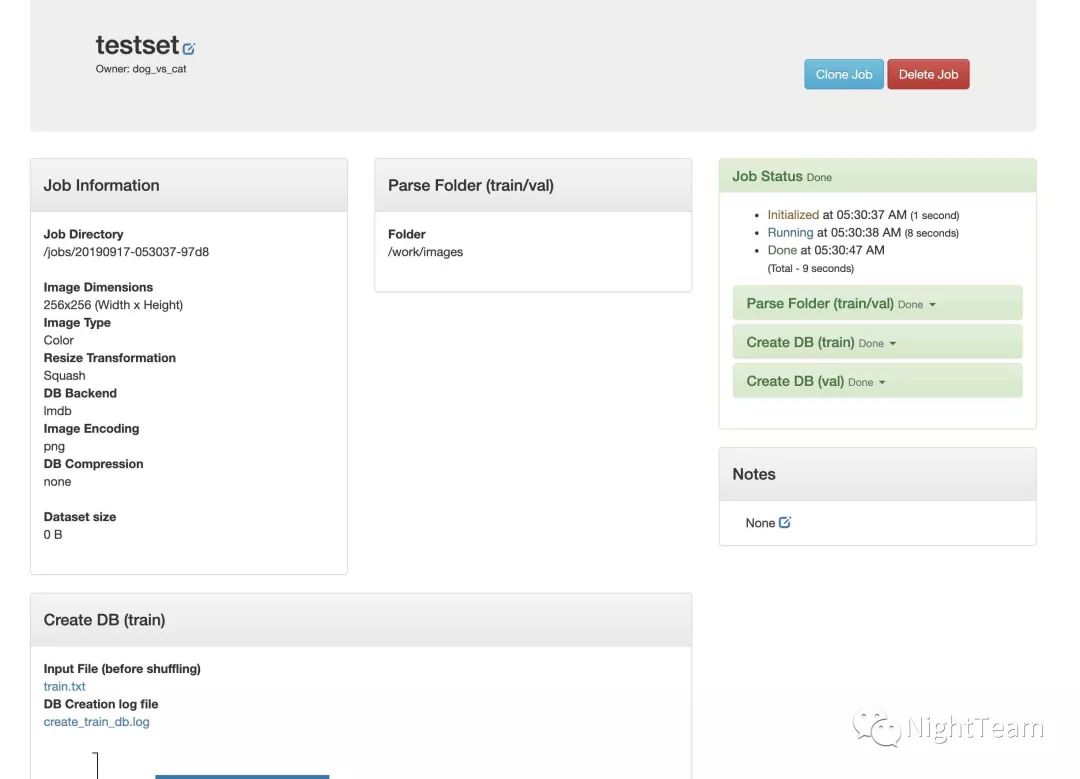 testset
Owner: dog_vs_cat
Clone Job
Delete Job
Job Information
Job Directory
/jobs/20190917-053037-97d8
Image Dimensions
256x256 (Width x Height)
Image Type
Color
Resize Transformation
Squash
DB Backend
lmdb
Image Encoding
png
DB Compression
none
Dataset size
0 B
Parse Folder (train/val)
Folder
/work/images
Job Status Done
Initialized at 05:30:37 AM (1 second)
Running at 05:30:38 AM (8 seconds)
Done at 05:30:47 AM
(Total - 9 seconds)
Parse Folder (train/val) Done
Create DB (train) Done
Create DB (val) Done
Notes
None
Create DB (train)
Input File (before shuffling)
train.txt
DB Creation log file
create_train_db.log
NightTeam